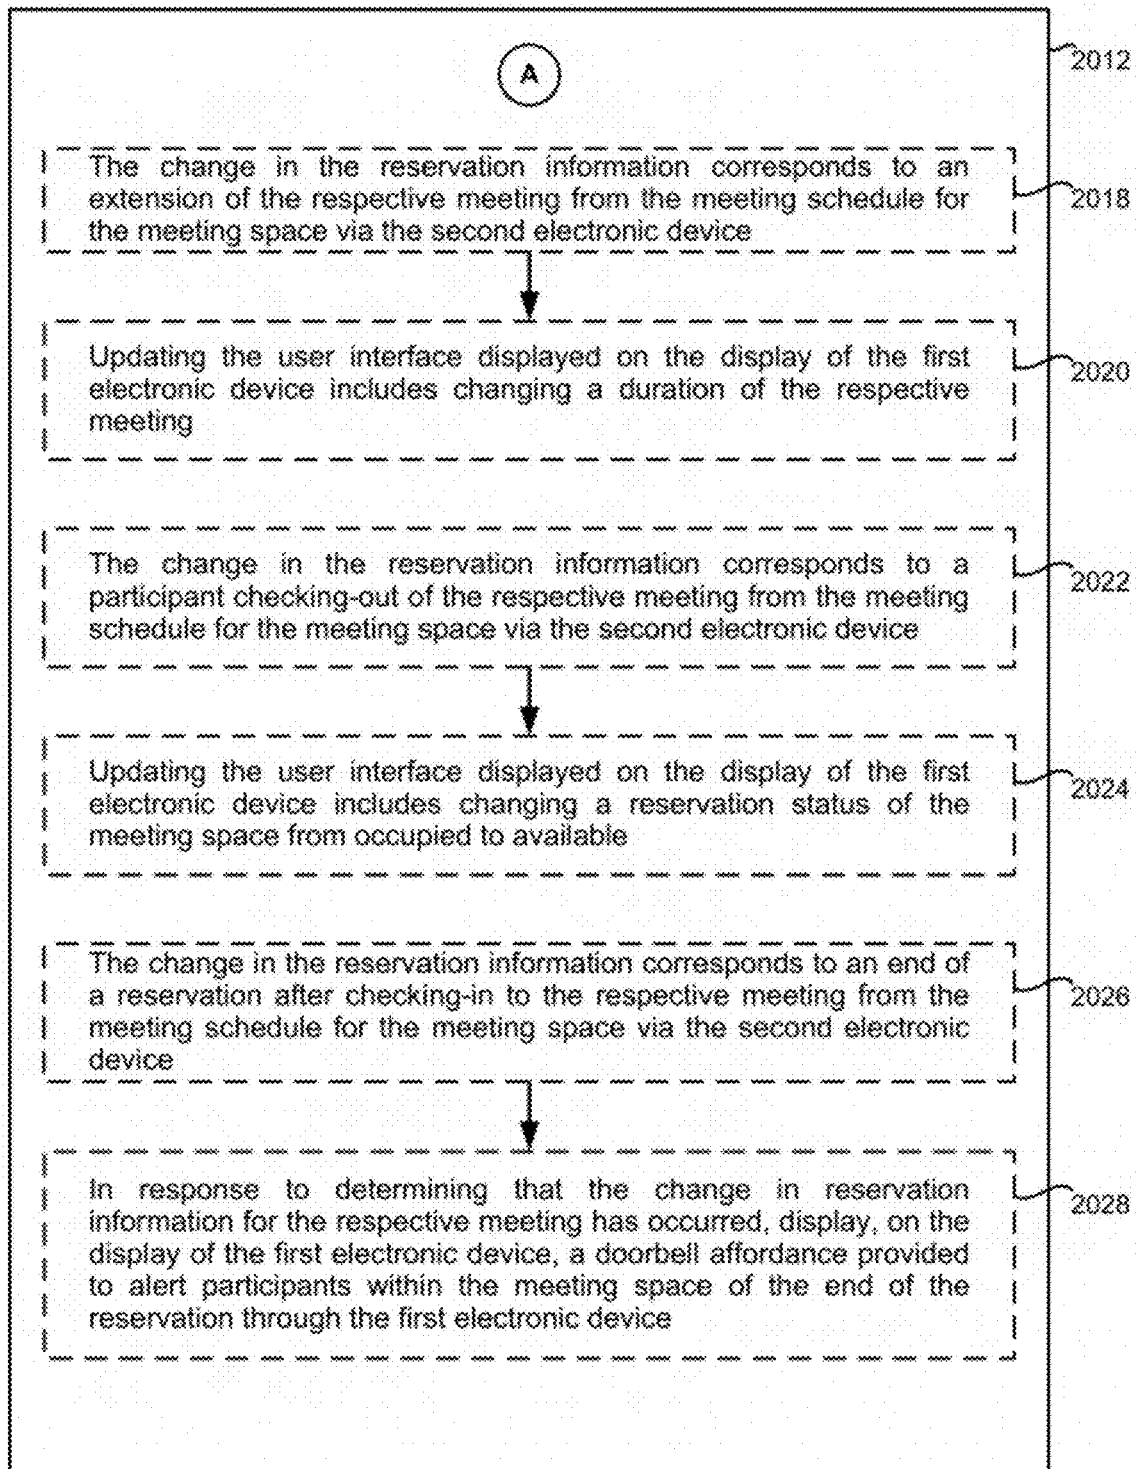 A
2012
The change in the reservation information corresponds to an
extension of the respective meeting from the meeting schedule for
the meeting space via the second electronic device
2018
Updating the user interface displayed on the display of the first
electronic device includes changing a duration of the respective
meeting
2020
The change in the reservation information corresponds to a
participant checking-out of the respective meeting from the meeting
schedule for the meeting space via the second electronic device
2022
Updating the user interface displayed on the display of the first
electronic device includes changing a reservation status of the
meeting space from occupied to available
2024
The change in the reservation information corresponds to an end of
a reservation after checking-in to the respective meeting from the
meeting schedule for the meeting space via the second electronic
device
2026
In response to determining that the change in reservation
information for the respective meeting has occurred, display, on the
display of the first electronic device, a doorbell affordance provided
to alert participants within the meeting space of the end of the
reservation through the first electronic device
2028